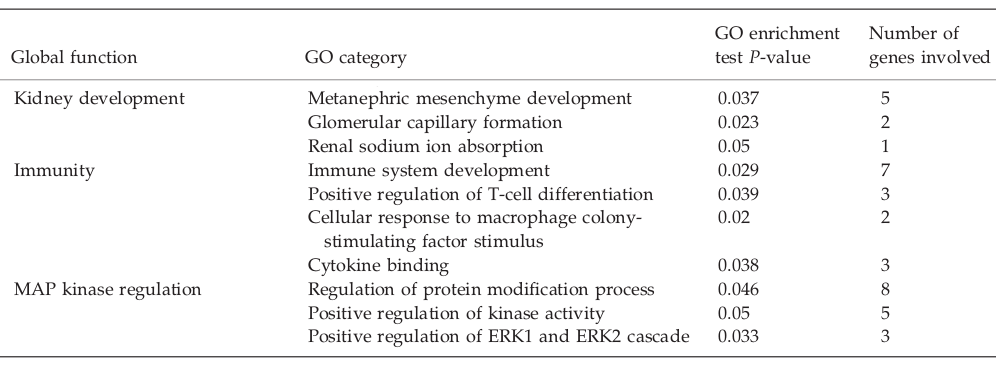 GO enrichment Number of
Global function GO category test P-value genes involved
Kidney development Metanephric mesenchyme development 0.037 5
Glomerular capillary formation 0.023 2
Renal sodium ion absorption 0.05 1
Immunity Immune system development 0.029 7
Positive regulation of T-cell differentiation 0.039 3
Cellular response to macrophage colony- 0.02 2
stimulating factor stimulus
Cytokine binding 0.038 3
MAP kinase regulation Regulation of protein modification process 0.046 8
Positive regulation of kinase activity 0.05 5
Positive regulation of ERK1 and ERK2 cascade 0.033 3